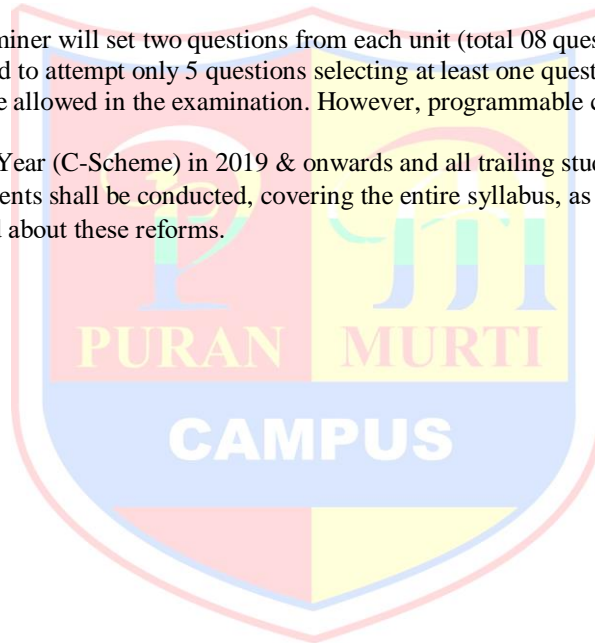 miner will set two questions from each unit (total 08 ques
d to attempt only 5 questions selecting at least one quest
e allowed in the examination. However, programmable c
Year (C-Scheme) in 2019 & onwards and all trailing stud
ents shall be conducted, covering the entire syllabus, as
l about these reforms.
PURAN MURTI
CAMPUS